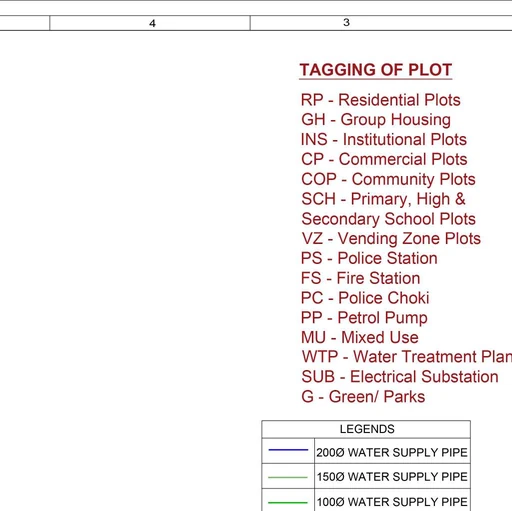 4 3
TAGGING OF PLOT
RP - Residential Plots
GH - Group Housing
INS - Institutional Plots
CP - Commercial Plots
COP - Community Plots
SCH - Primary, High &
Secondary School Plots
VZ - Vending Zone Plots
PS - Police Station
FS - Fire Station
PC - Police Choki
PP - Petrol Pump
MU - Mixed Use
WTP - Water Treatment Plan
SUB - Electrical Substation
G - Green/ Parks
LEGENDS
200Ø WATER SUPPLY PIPE
150Ø WATER SUPPLY PIPE
100Ø WATER SUPPLY PIPE